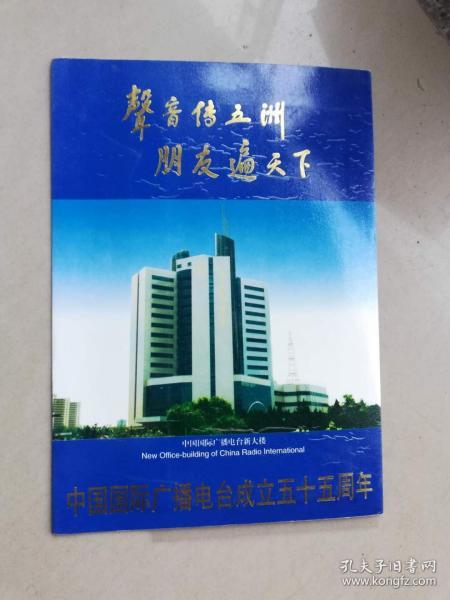 聲音传五洲
朋友遍天下
中国国际广播电台新大楼
New Office-building of China Radio International
中国国际广播电台成立五十五周年
孔夫子旧书网
www.kongfz.com